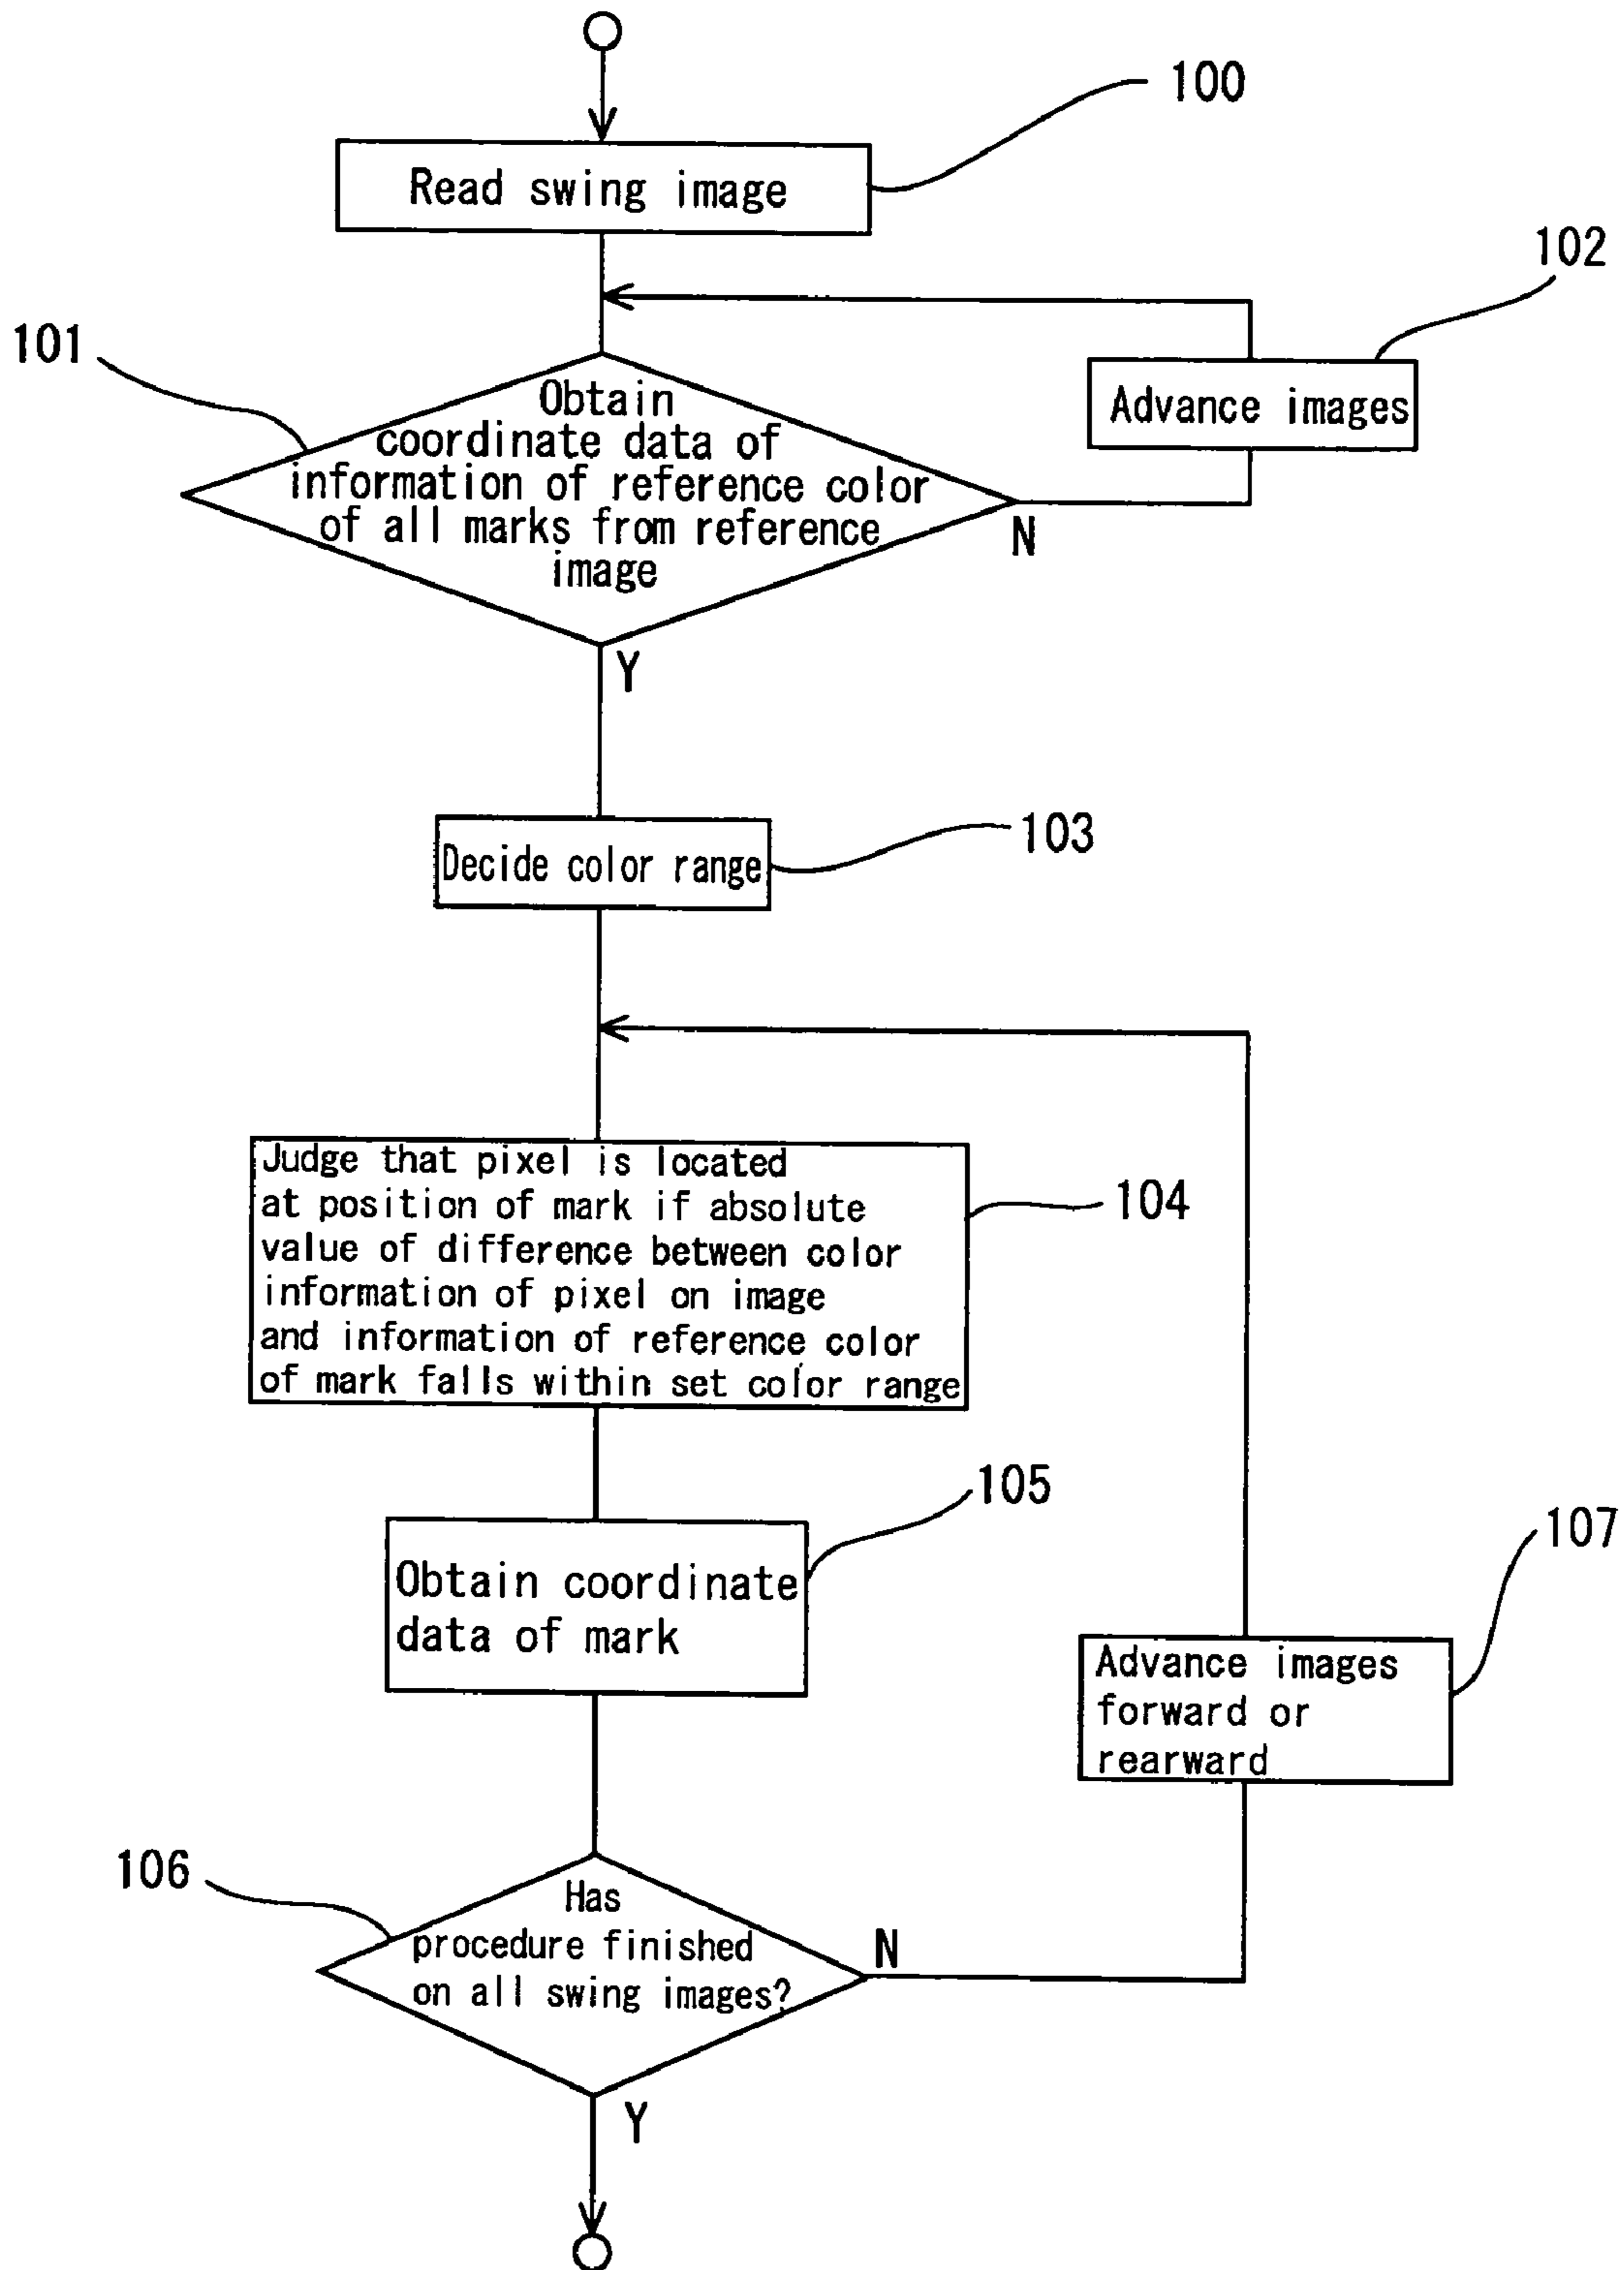 100
Read swing image
102
Advance images
101
Obtain
coordinate data of
information of reference color
of all marks from reference
image
N
Y
103
Decide color range
104
Judge that pixel is located
at position of mark if absolute
value of difference between color
information of pixel on image
and information of reference color
of mark falls within set color range
105
Obtain coordinate
data of mark
107
Advance images
forward or
rearward
106
Has
procedure finished
on all swing images?
N
Y